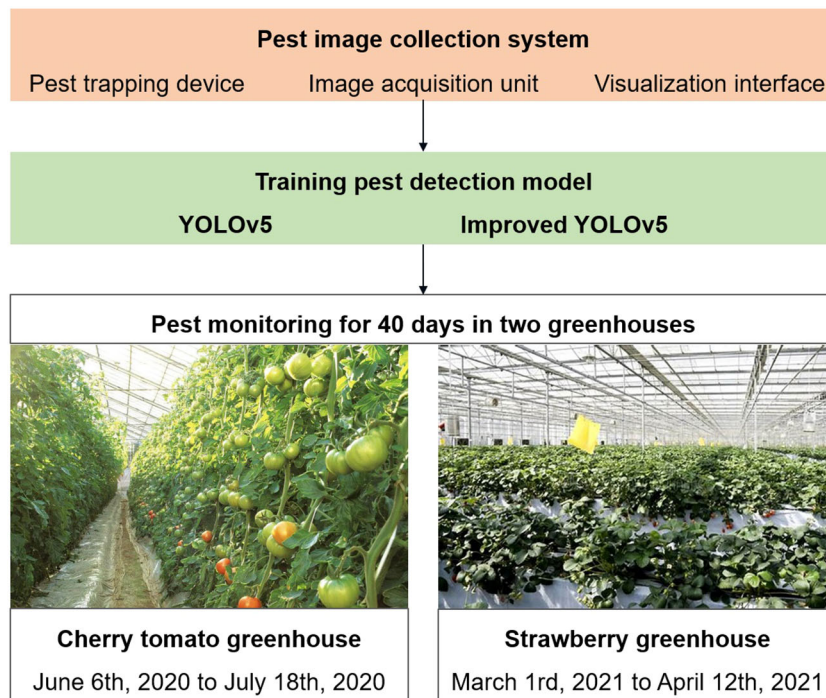 Pest image collection system
Pest trapping device Image acquisition unit Visualization interface
Training pest detection model
YOLOv5 Improved YOLOv5
Pest monitoring for 40 days in two greenhouses
Cherry tomato greenhouse
June 6th, 2020 to July 18th, 2020
Strawberry greenhouse
March 1rd, 2021 to April 12th, 2021